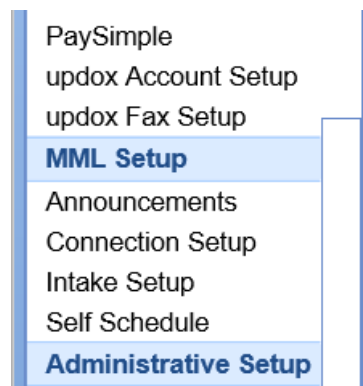 PaySimple
updox Account Setup
updox Fax Setup
MML Setup
Announcements
Connection Setup
Intake Setup
Self Schedule
Administrative Setup